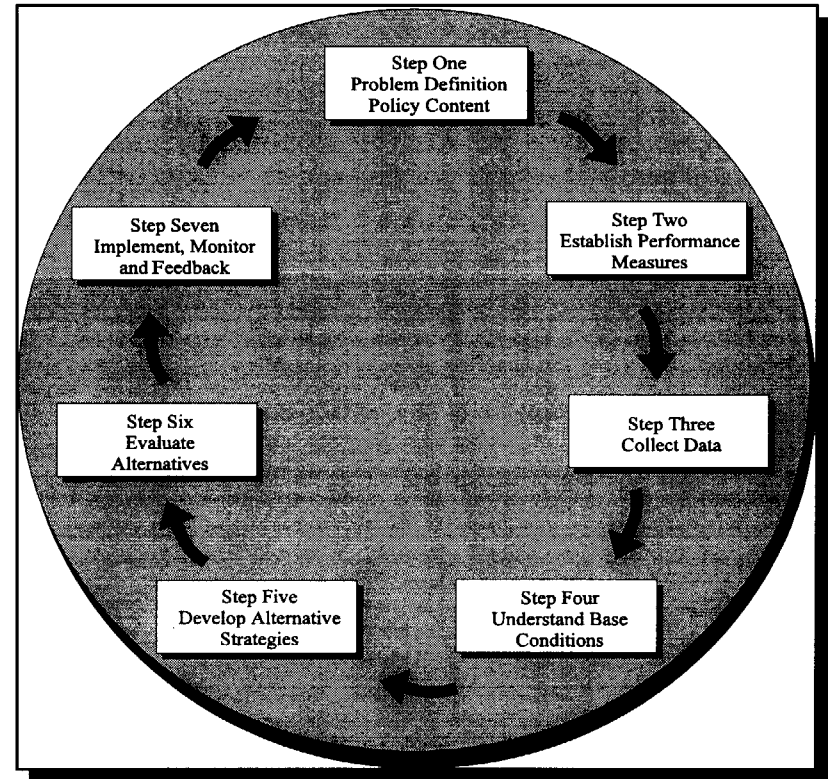 Step One
Problem Definition
Policy Content
Step Two
Establish Performance
Measures
Step Three
Collect Data
Step Four
Understand Base
Conditions
Step Five
Develop Alternative
Strategies
Step Six
Evaluate
Alternatives
Step Seven
Implement, Monitor
and Feedback